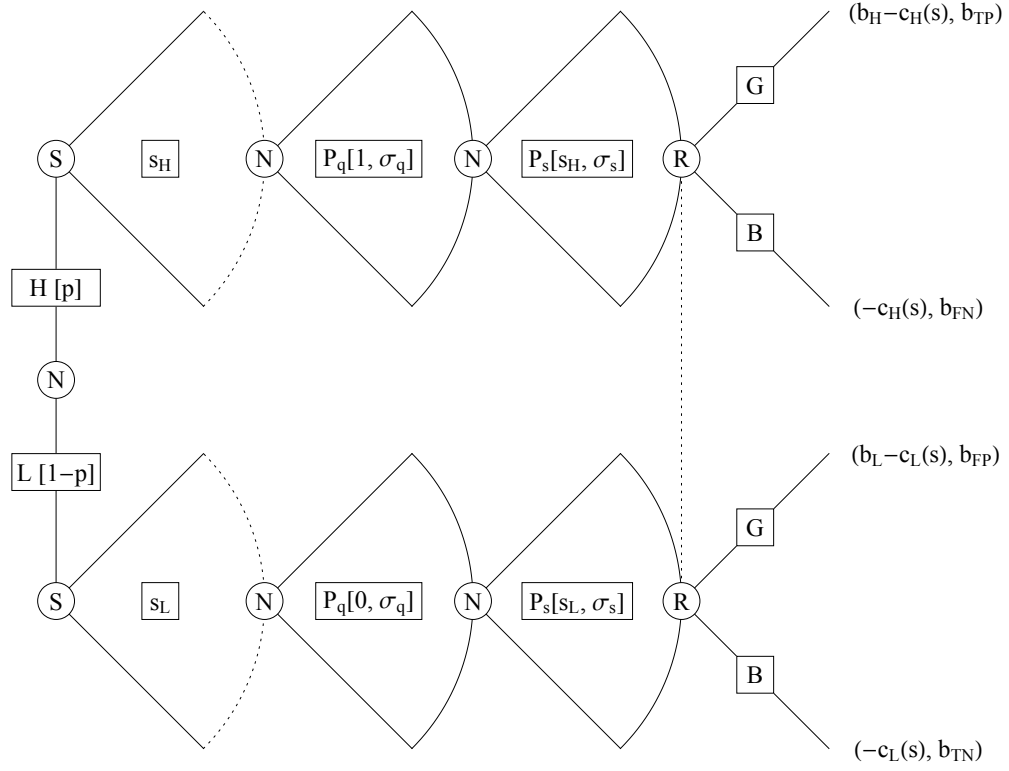 (b_H−c_H(s), b_TP)
G
S
s_H
N
P_q[1, σ_q]
N
P_s[s_H, σ_s]
R
B
H [p]
(−c_H(s), b_FN)
N
(b_L−c_L(s), b_FP)
L [1−p]
G
S
s_L
N
P_q[0, σ_q]
N
P_s[s_L, σ_s]
R
B
(−c_L(s), b_TN)